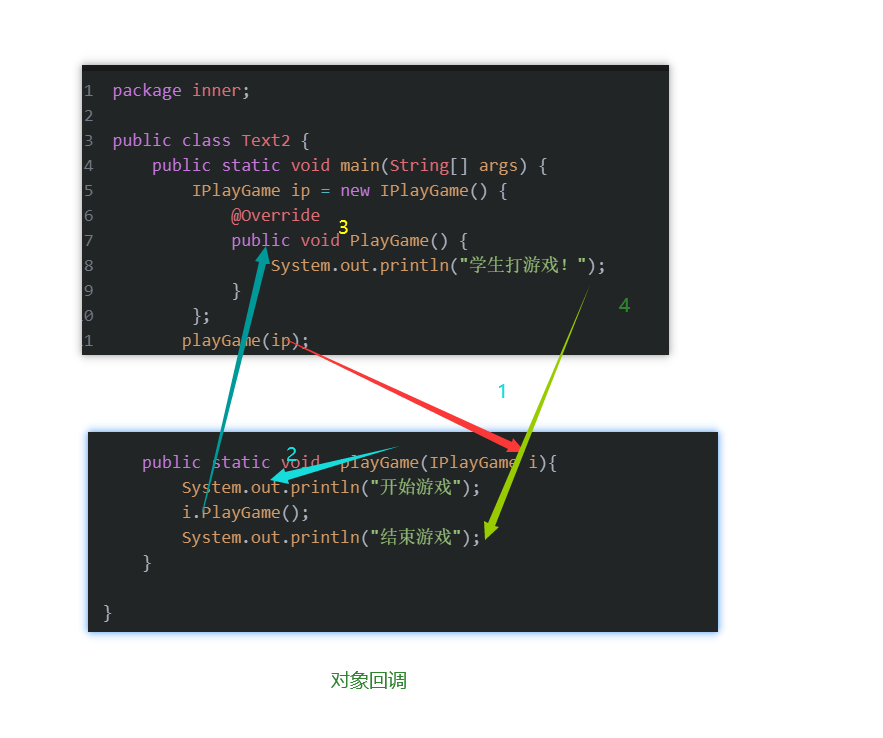 1 package inner;
2
3 public class Text2 {
4 public static void main(String[] args) {
5 IPlayGame ip = new IPlayGame() {
6 @Override
3
7 public void PlayGame() {
8 System.out.println("学生打游戏！");
9 }
4
0 };
1 playGame(ip);
1
2
public static void playGame(IPlayGame i){
System.out.println("开始游戏");
i.PlayGame();
System.out.println("结束游戏");
}
}
对象回调